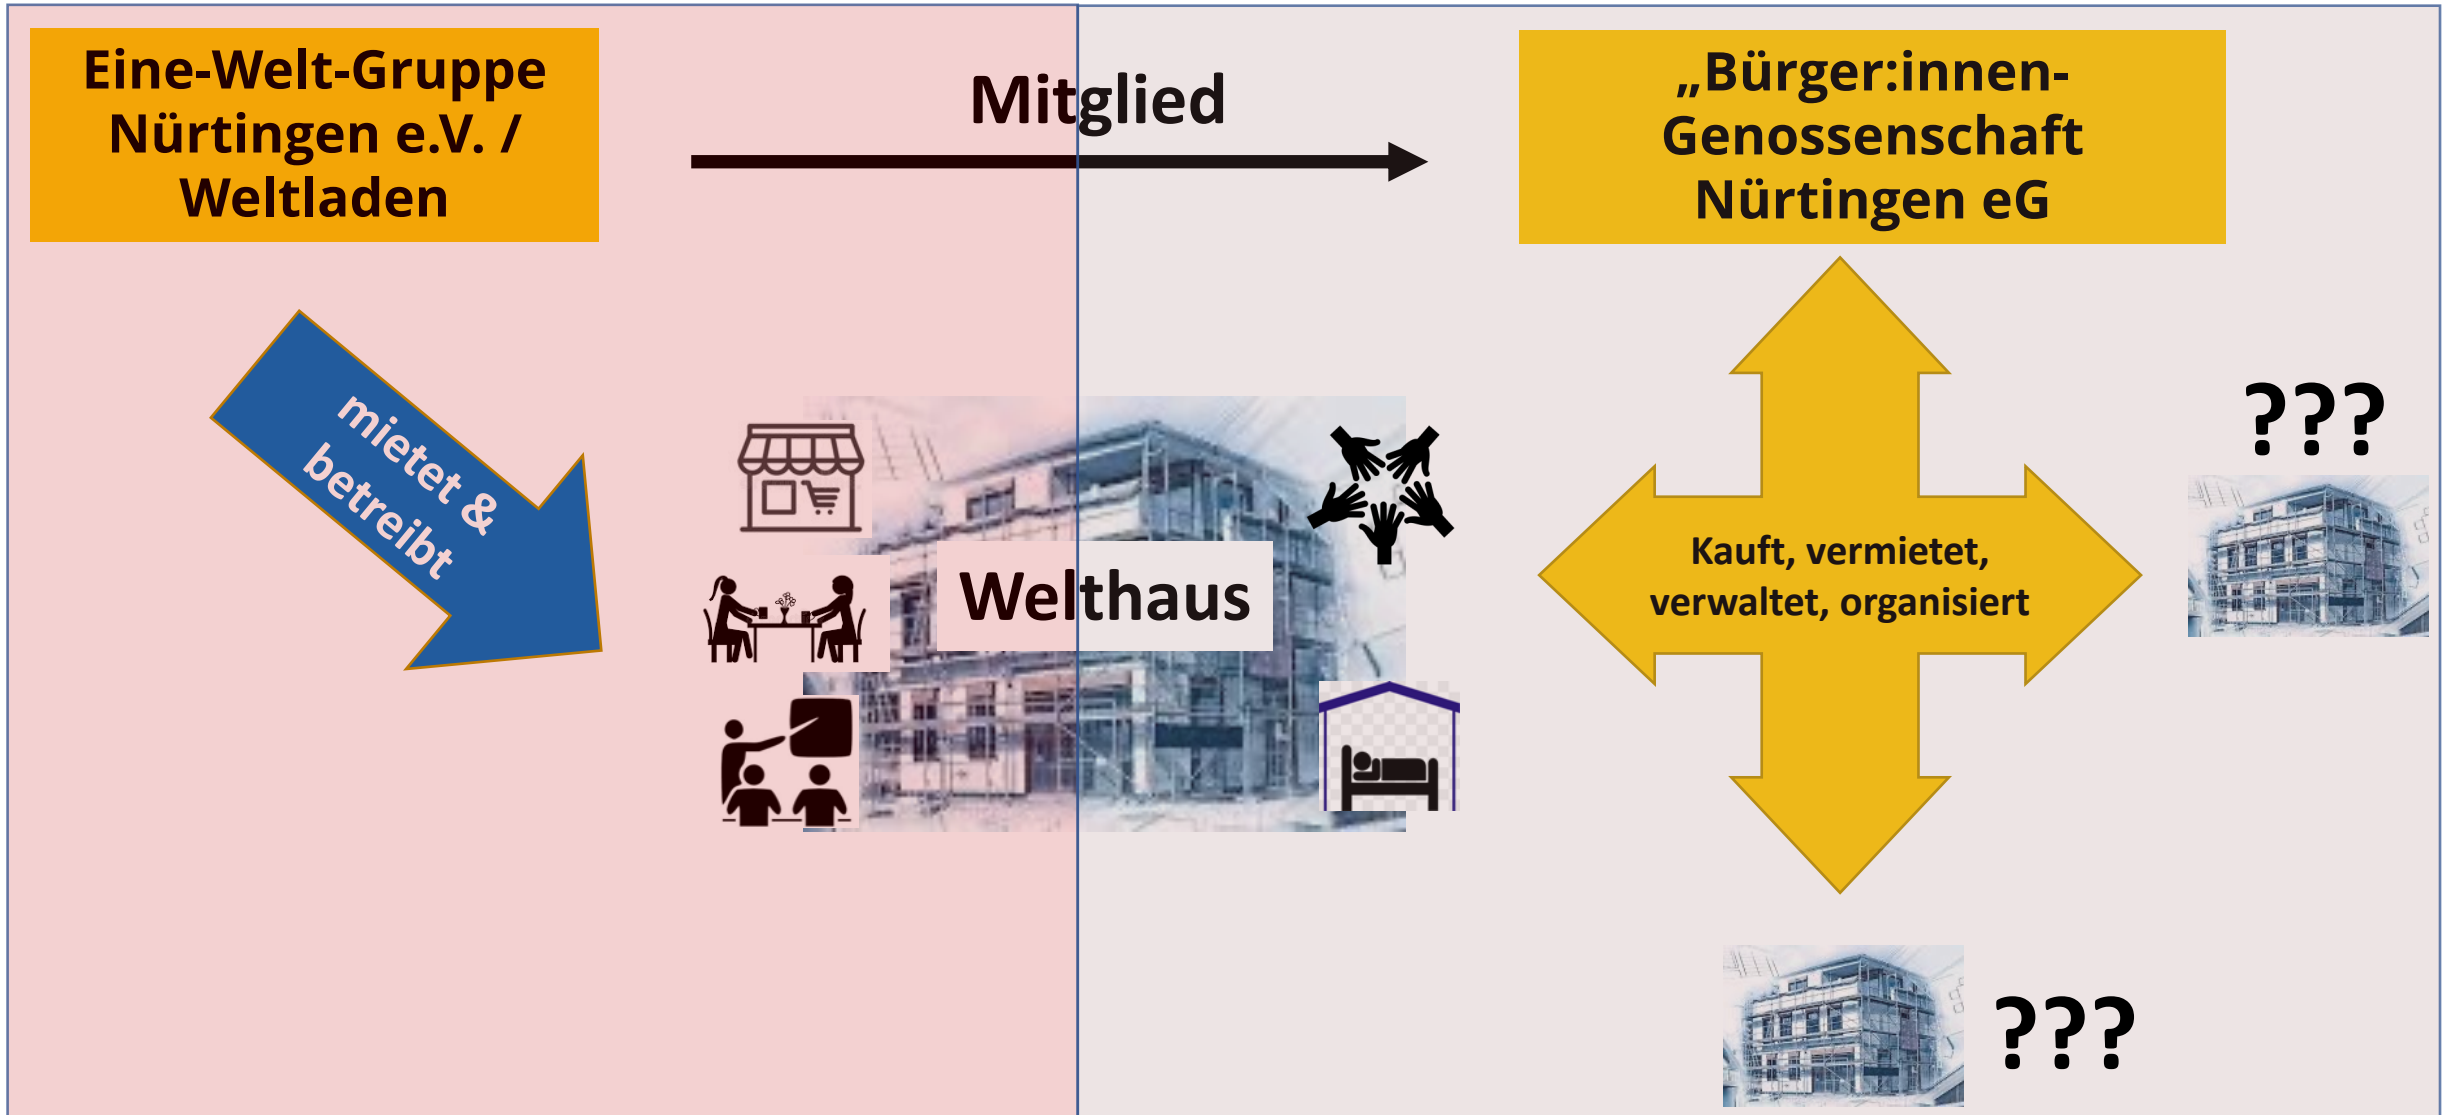 Eine-Welt-Gruppe
Nürtingen e.V. /
Weltladen
Mitglied
„Bürger:innen-
Genossenschaft
Nürtingen eG
mietet &
betreibt
Welthaus
Kauft, vermietet,
verwaltet, organisiert
???
???